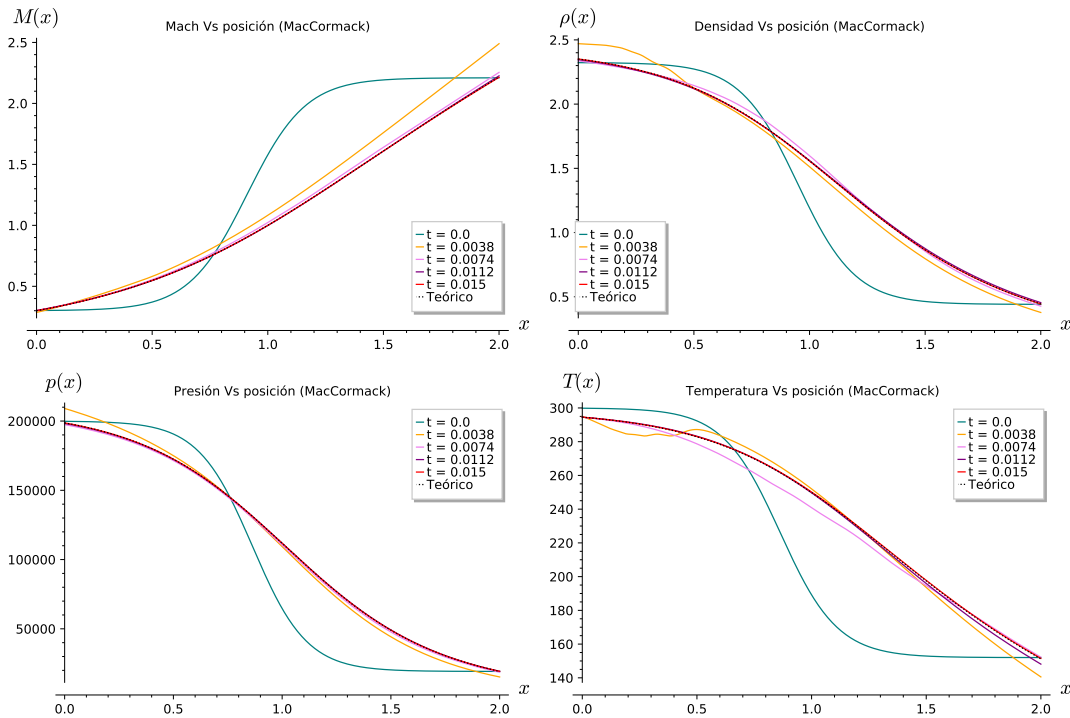 M(x)
Mach Vs posición (MacCormack)
2.5
2.0
1.5
1.0
0.5
t = 0.0
t = 0.0038
t = 0.0074
t = 0.0112
t = 0.015
Teórico
0.0 0.5 1.0 1.5 2.0
x
ρ(x)
Densidad Vs posición (MacCormack)
2.5
2.0
1.5
1.0
0.5
t = 0.0
t = 0.0038
t = 0.0074
t = 0.0112
t = 0.015
Teórico
0.0 0.5 1.0 1.5 2.0
x
p(x)
Presión Vs posición (MacCormack)
200000
150000
100000
50000
t = 0.0
t = 0.0038
t = 0.0074
t = 0.0112
t = 0.015
Teórico
0.0 0.5 1.0 1.5 2.0
x
T(x)
Temperatura Vs posición (MacCormack)
300
280
260
240
220
200
180
160
140
t = 0.0
t = 0.0038
t = 0.0074
t = 0.0112
t = 0.015
Teórico
0.0 0.5 1.0 1.5 2.0
x